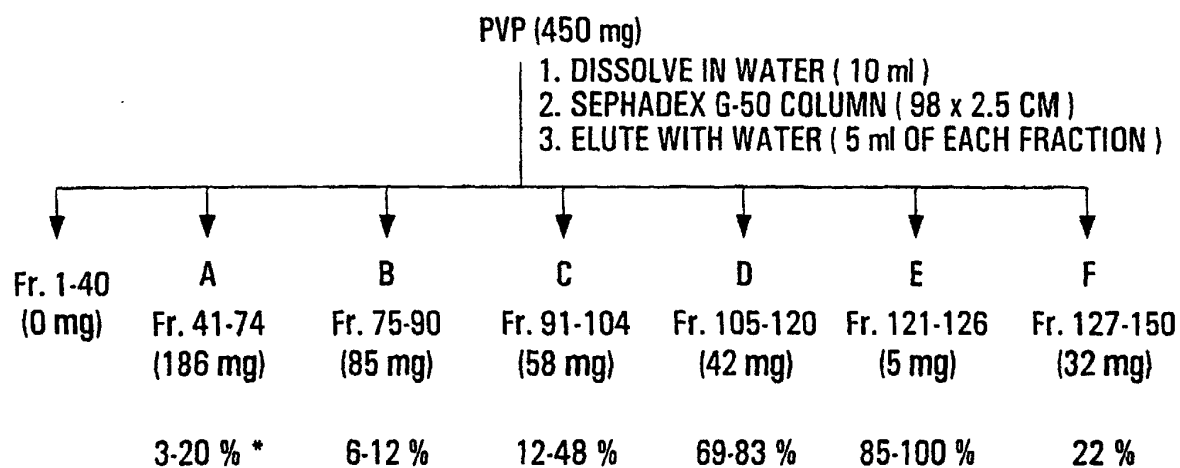 PVP (450 mg)
1. DISSOLVE IN WATER ( 10 ml )
2. SEPHADEX G-50 COLUMN ( 98 x 2.5 CM )
3. ELUTE WITH WATER ( 5 ml OF EACH FRACTION )
Fr. 1-40
(0 mg)
A B C D E F
Fr. 41-74 Fr. 75-90 Fr. 91-104 Fr. 105-120 Fr. 121-126 Fr. 127-150
(186 mg) (85 mg) (58 mg) (42 mg) (5 mg) (32 mg)
3-20 % * 6-12 % 12-48 % 69-83 % 85-100 % 22 %